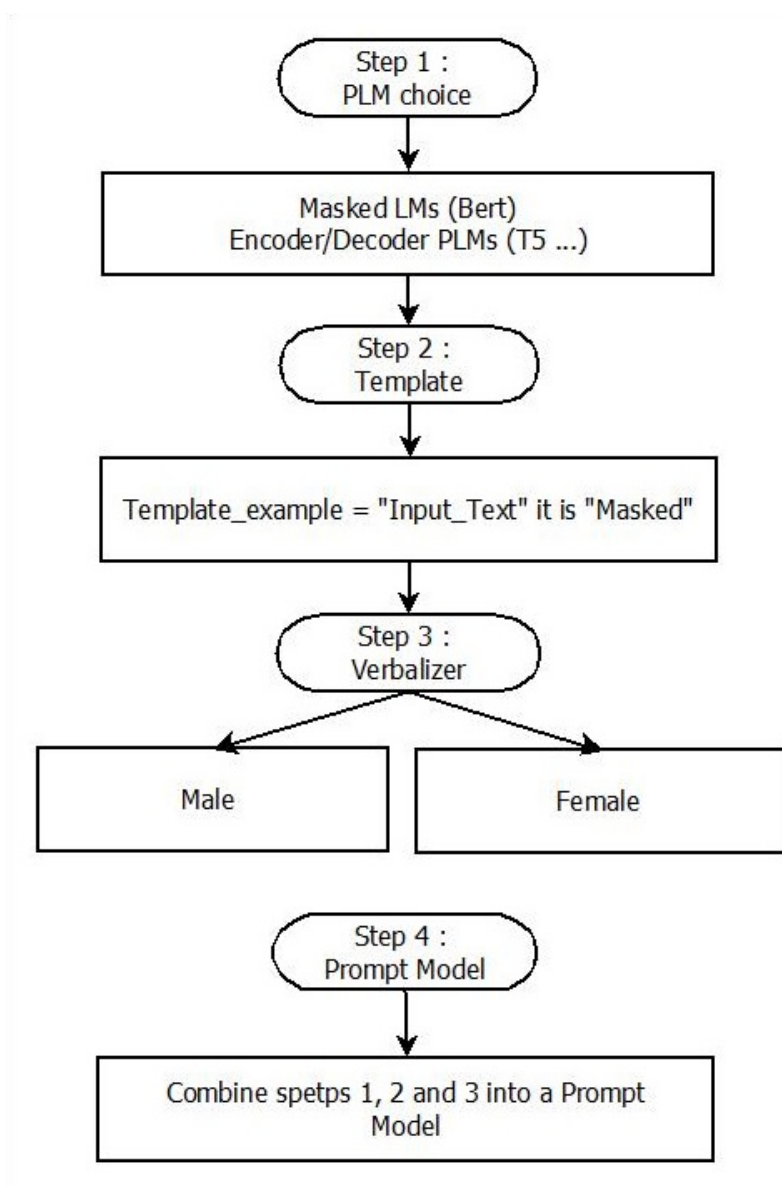 Step 1 :
PLM choice
Masked LMs (Bert)
Encoder/Decoder PLMs (T5 ...)
Step 2 :
Template
Template_example = "Input_Text" it is "Masked"
Step 3 :
Verbalizer
Male
Female
Step 4 :
Prompt Model
Combine spetps 1, 2 and 3 into a Prompt
Model